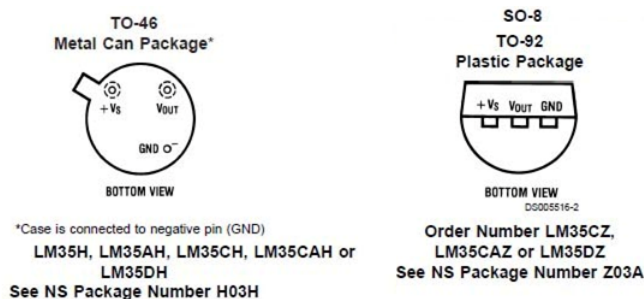 TO-46
Metal Can Package*
+VS
VOUT
GND
BOTTOM VIEW
*Case is connected to negative pin (GND)
LM35H, LM35AH, LM35CH, LM35CAH or
LM35DH
See NS Package Number H03H
SO-8
TO-92
Plastic Package
+VS VOUT GND
BOTTOM VIEW
DS005516-2
Order Number LM35CZ,
LM35CAZ or LM35DZ
See NS Package Number Z03A